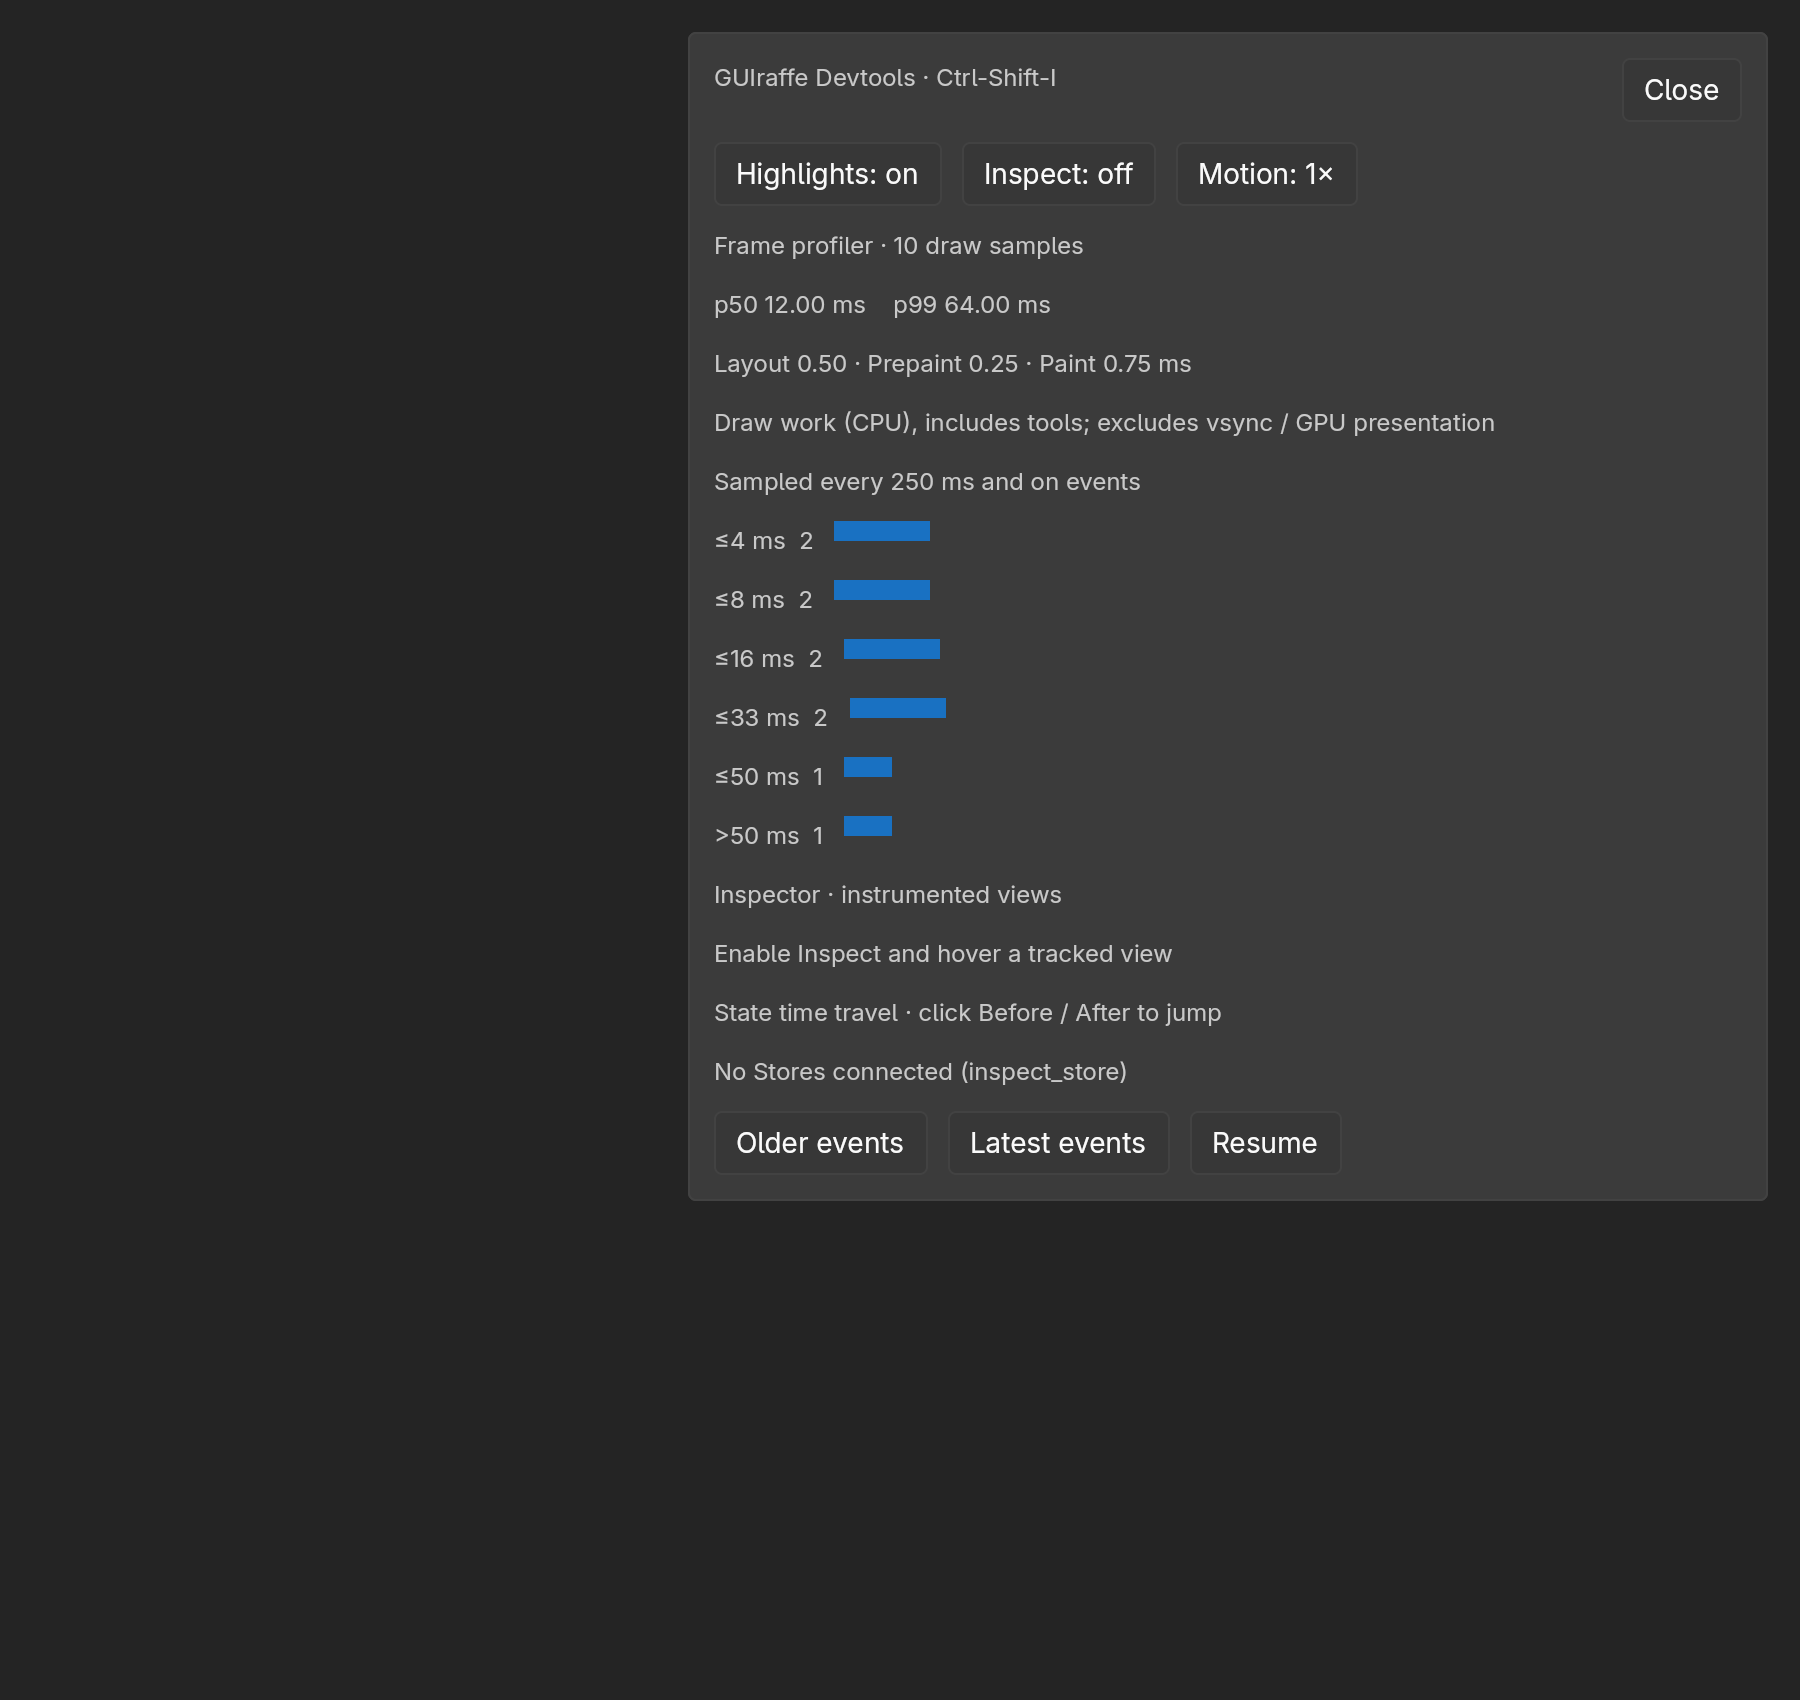 GUIraffe Devtools · Ctrl-Shift-I
Close
Highlights: on
Inspect: off
Motion: 1×
Frame profiler · 10 draw samples
p50 12.00 ms p99 64.00 ms
Layout 0.50 · Prepaint 0.25 · Paint 0.75 ms
Draw work (CPU), includes tools; excludes vsync / GPU presentation
Sampled every 250 ms and on events
≤4 ms 2
≤8 ms 2
≤16 ms 2
≤33 ms 2
≤50 ms 1
>50 ms 1
Inspector · instrumented views
Enable Inspect and hover a tracked view
State time travel · click Before / After to jump
No Stores connected (inspect_store)
Older events
Latest events
Resume